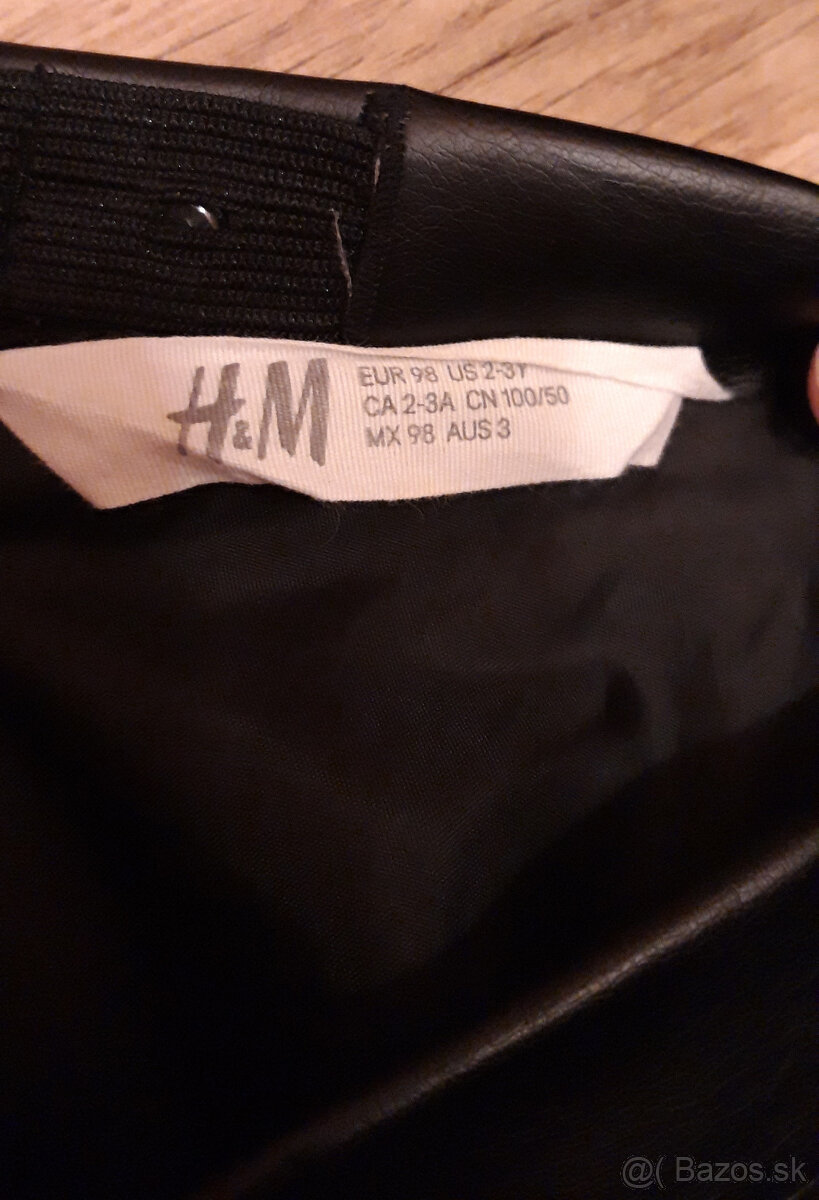 H&M
EUR 98 US 2-3Y
CA 2-3A CN 100/50
MX 98 AUS 3
@( Bazos.sk